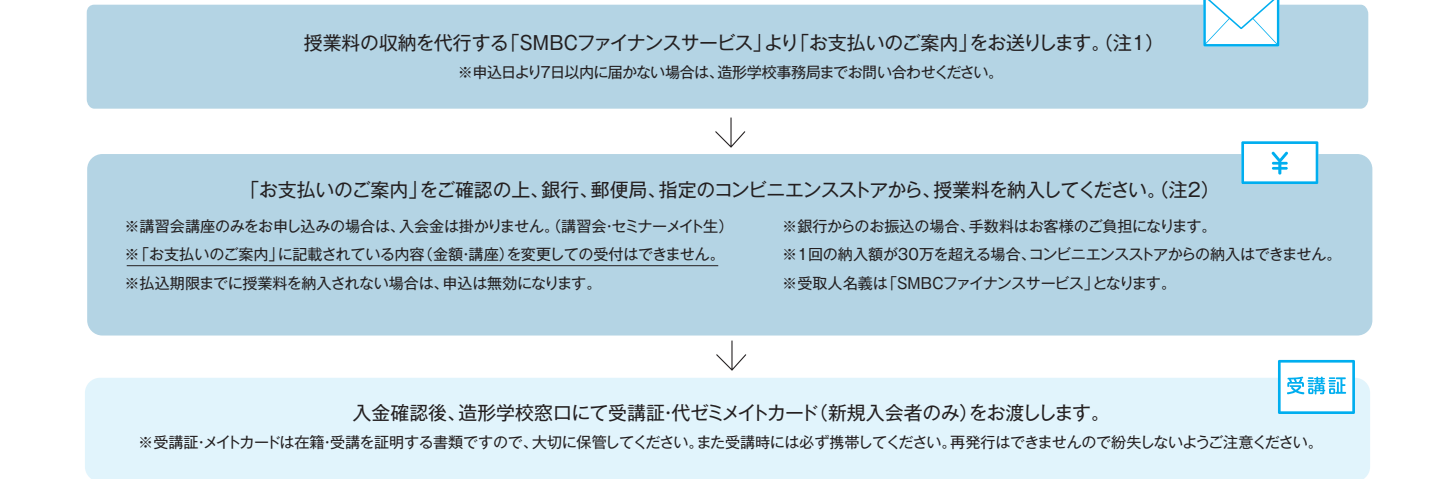 授業料の収納を代行する「SMBCファイナンスサービス」より「お支払いのご案内」をお送りします。(注1)
※申込日より7日以内に届かない場合は、造形学校事務局までお問い合わせください。
¥
「お支払いのご案内」をご確認の上、銀行、郵便局、指定のコンビニエンスストアから、授業料を納入してください。(注2)
※講習会講座のみをお申し込みの場合は、入会金は掛かりません。(講習会・セミナーメイト生)
※「お支払いのご案内」に記載されている内容(金額・講座)を変更しての受付はできません。
※払込期限までに授業料を納入されない場合は、申込は無効になります。
※銀行からのお振込の場合、手数料はお客様のご負担になります。
※1回の納入額が30万を超える場合、コンビニエンスストアからの納入はできません。
※受取人名義は「SMBCファイナンスサービス」となります。
受講証
入金確認後、造形学校窓口にて受講証・代ゼミメイトカード(新規入会者のみ)をお渡しします。
※受講証・メイトカードは在籍・受講を証明する書類ですので、大切に保管してください。また受講時には必ず携帯してください。再発行はできませんので紛失しないようご注意ください。